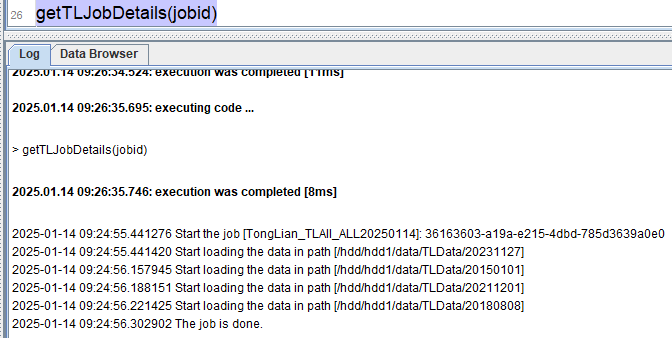 26 getTLJobDetails(jobid)
Log Data Browser
2025.01.14 09:26:34.524: execution was completed [11ms]
2025.01.14 09:26:35.695: executing code ...
> getTLJobDetails(jobid)
2025.01.14 09:26:35.746: execution was completed [8ms]
2025-01-14 09:24:55.441276 Start the job [TongLian_TLAll_ALL20250114]: 36163603-a19a-e215-4dbd-785d3639a0e0
2025-01-14 09:24:55.441420 Start loading the data in path [/hdd/hdd1/data/TLData/20231127]
2025-01-14 09:24:56.157945 Start loading the data in path [/hdd/hdd1/data/TLData/20150101]
2025-01-14 09:24:56.188151 Start loading the data in path [/hdd/hdd1/data/TLData/20211201]
2025-01-14 09:24:56.221425 Start loading the data in path [/hdd/hdd1/data/TLData/20180808]
2025-01-14 09:24:56.302902 The job is done.